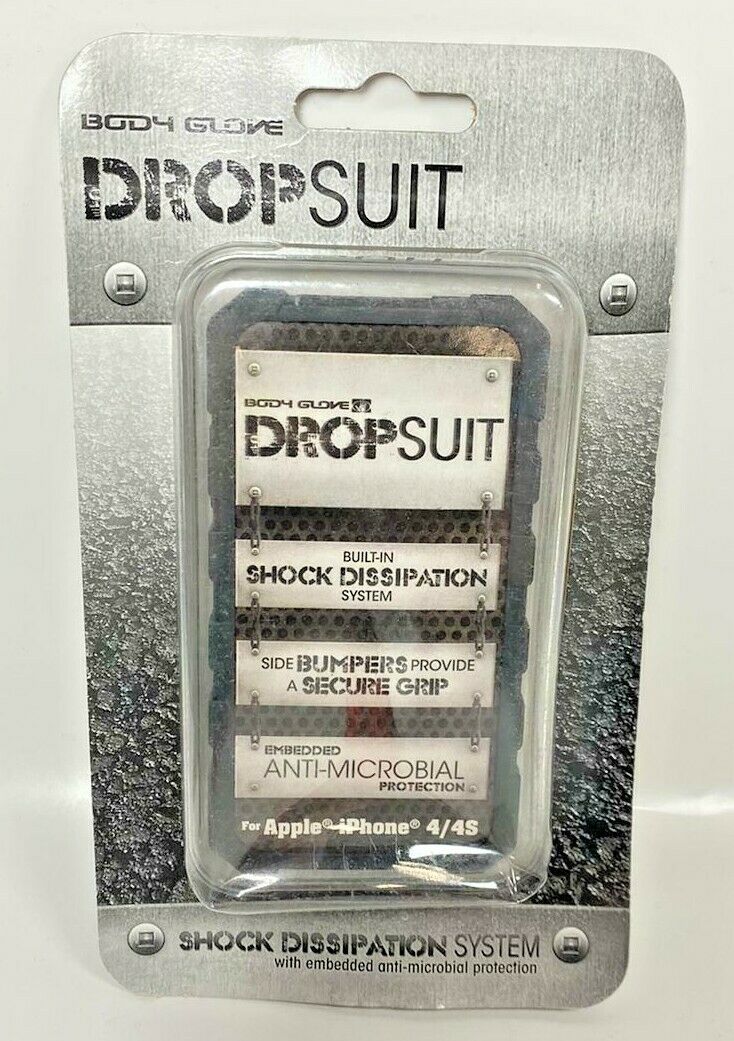 BODY GLOVE
DROPSUIT
BODY GLOVE
DROPSUIT
BUILT-IN
SHOCK DISSIPATION
SYSTEM
SIDE BUMPERS PROVIDE
A SECURE GRIP
EMBEDDED
ANTI-MICROBIAL
PROTECTION
For Apple® iPhone® 4/4S
SHOCK DISSIPATION SYSTEM
with embedded anti-microbial protection